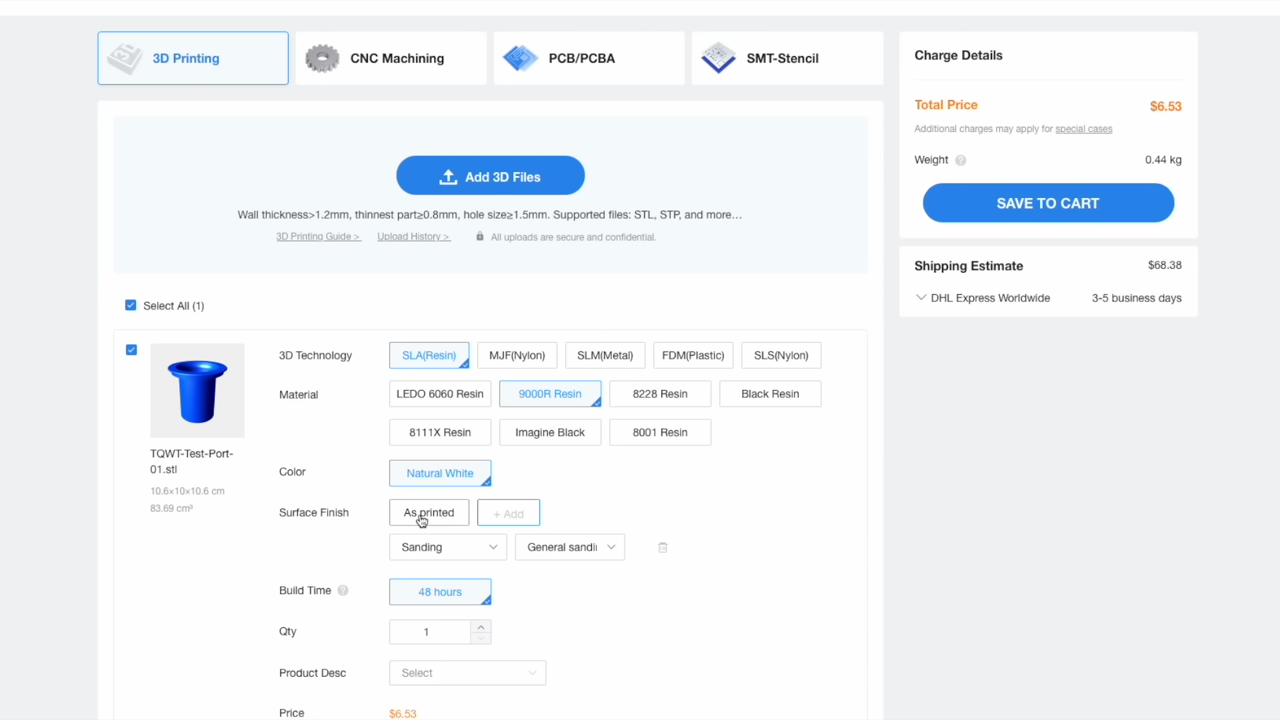 3D Printing
CNC Machining
PCB/PCBA
SMT-Stencil
Charge Details
Total Price $6.53
Additional charges may apply for special cases
Weight ? 0.44 kg
SAVE TO CART
Shipping Estimate $68.38
DHL Express Worldwide 3-5 business days
Add 3D Files
Wall thickness>1.2mm, thinnest part≥0.8mm, hole size≥1.5mm. Supported files: STL, STP, and more…
3D Printing Guide > Upload History > All uploads are secure and confidential.
Select All (1)
TQWT-Test-Port-
01.stl
10.6×10×10.6 cm
83.69 cm³
3D Technology SLA(Resin) MJF(Nylon) SLM(Metal) FDM(Plastic) SLS(Nylon)
Material LEDO 6060 Resin 9000R Resin 8228 Resin Black Resin
8111X Resin Imagine Black 8001 Resin
Color Natural White
Surface Finish As printed + Add
Sanding General sandi
Build Time ? 48 hours
Qty 1
Product Desc Select
Price $6.53